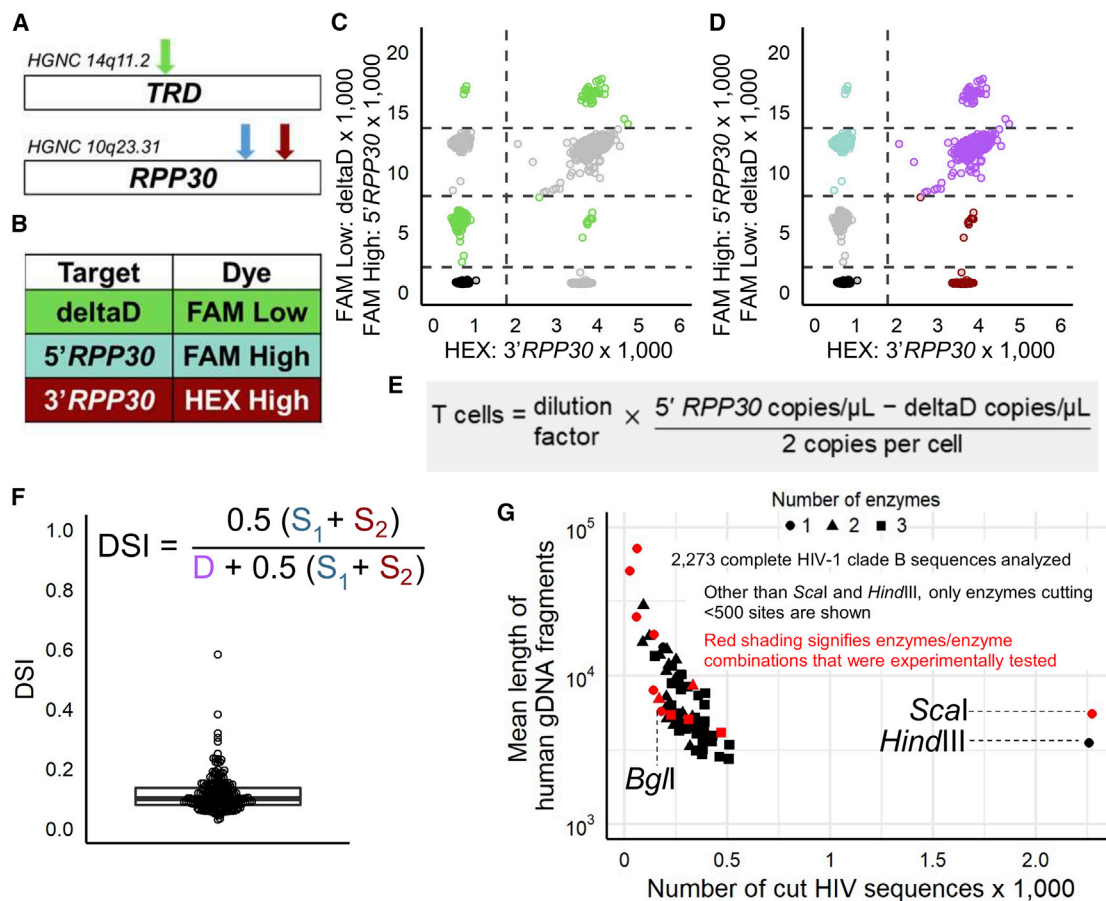 A
HGNC 14q11.2
TRD
HGNC 10q23.31
RPP30
B
Target Dye
deltaD FAM Low
5'RPP30 FAM High
3'RPP30 HEX High
C
FAM Low: deltaD x 1,000
FAM High: 5'RPP30 x 1,000
20
15
10
5
0
0 1 2 3 4 5 6
HEX: 3'RPP30 x 1,000
D
FAM High: 5'RPP30 x 1,000
FAM Low: deltaD x 1,000
20
15
10
5
0
0 1 2 3 4 5 6
HEX: 3'RPP30 x 1,000
E
T cells = dilution factor × 5' RPP30 copies/µL − deltaD copies/µL
2 copies per cell
F
DSI = 0.5 (S1+ S2)
D + 0.5 (S1+ S2)
DSI
1.0
0.8
0.6
0.4
0.2
0.0
G
Number of enzymes
1 2 3
2,273 complete HIV-1 clade B sequences analyzed
Other than ScaI and HindIII, only enzymes cutting
<500 sites are shown
Red shading signifies enzymes/enzyme
combinations that were experimentally tested
Mean length of
human gDNA fragments
10^5
10^4
10^3
ScaI
HindIII
BglI
0 0.5 1 1.5 2.0
Number of cut HIV sequences x 1,000